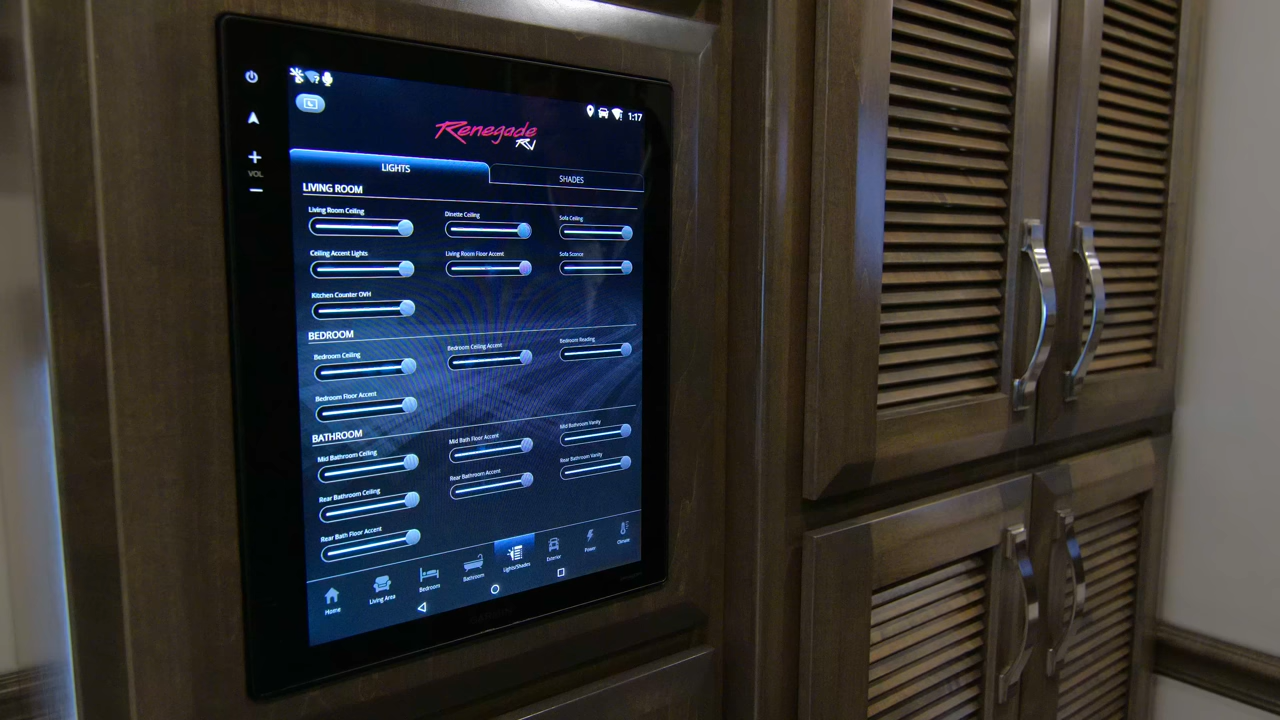 1:17
Renegade
RV
VOL
LIGHTS
SHADES
LIVING ROOM
Living Room Ceiling
Dinette Ceiling
Sofa Ceiling
Ceiling Accent Lights
Living Room Floor Accent
Sofa Sconce
Kitchen Counter OVH
BEDROOM
Bedroom Ceiling
Bedroom Ceiling Accent
Bedroom Reading
Bedroom Floor Accent
BATHROOM
Mid Bathroom Ceiling
Mid Bath Floor Accent
Mid Bathroom Vanity
Rear Bathroom Ceiling
Rear Bathroom Accent
Rear Bathroom Vanity
Rear Bath Floor Accent
Home
Living Area
Bedroom
Bathroom
Lights/Shades
Exterior
Power
Climate